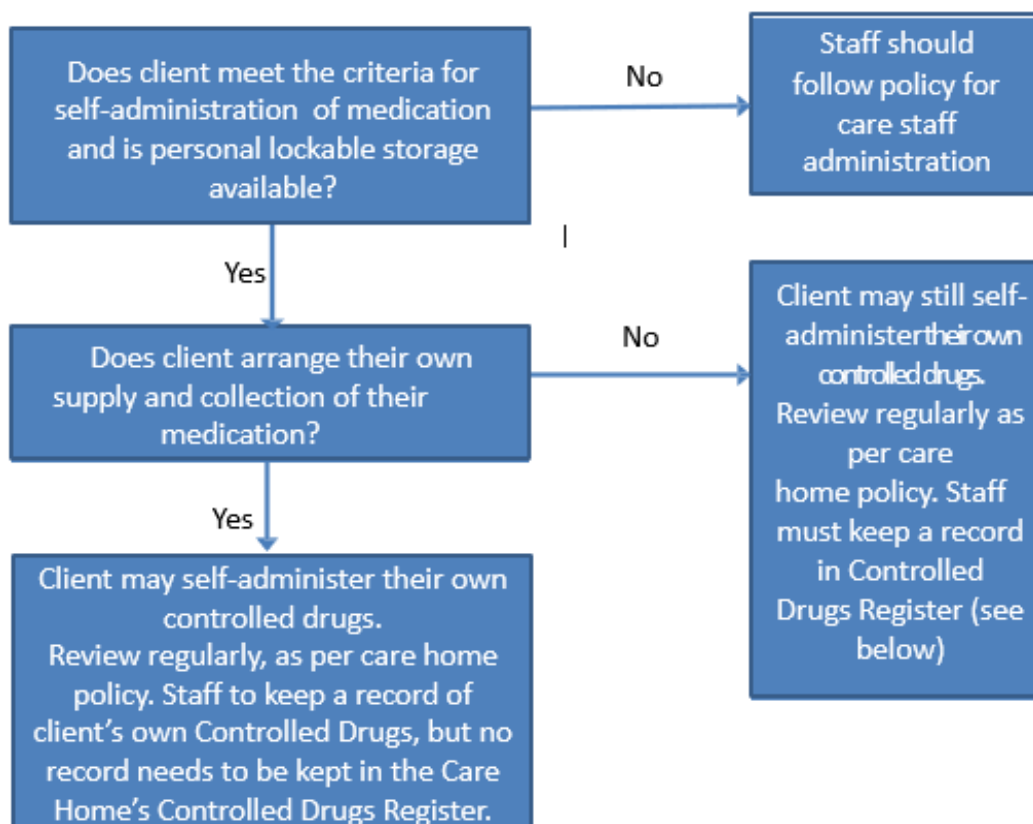 Does client meet the criteria for
self-administration of medication
and is personal lockable storage
available?
No
Staff should
follow policy for
care staff
administration
Yes
Does client arrange their own
supply and collection of their
medication?
No
Client may still self-
administer their own
controlled drugs.
Review regularly as
per care
home policy. Staff
must keep a record
in Controlled
Drugs Register (see
below)
Yes
Client may self-administer their own
controlled drugs.
Review regularly, as per care home
policy. Staff to keep a record of
client’s own Controlled Drugs, but no
record needs to be kept in the Care
Home’s Controlled Drugs Register.